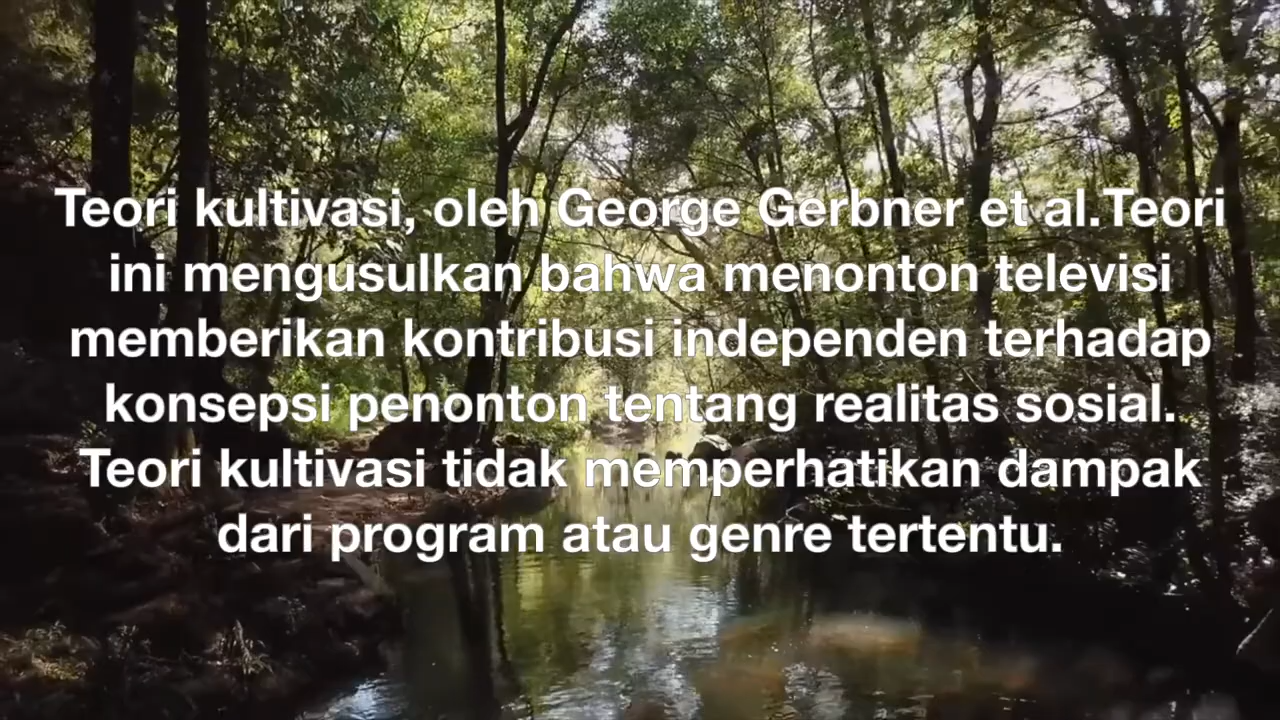 Teori kultivasi, oleh George Gerbner et al.Teori
ini mengusulkan bahwa menonton televisi
memberikan kontribusi independen terhadap
konsepsi penonton tentang realitas sosial.
Teori kultivasi tidak memperhatikan dampak
dari program atau genre tertentu.